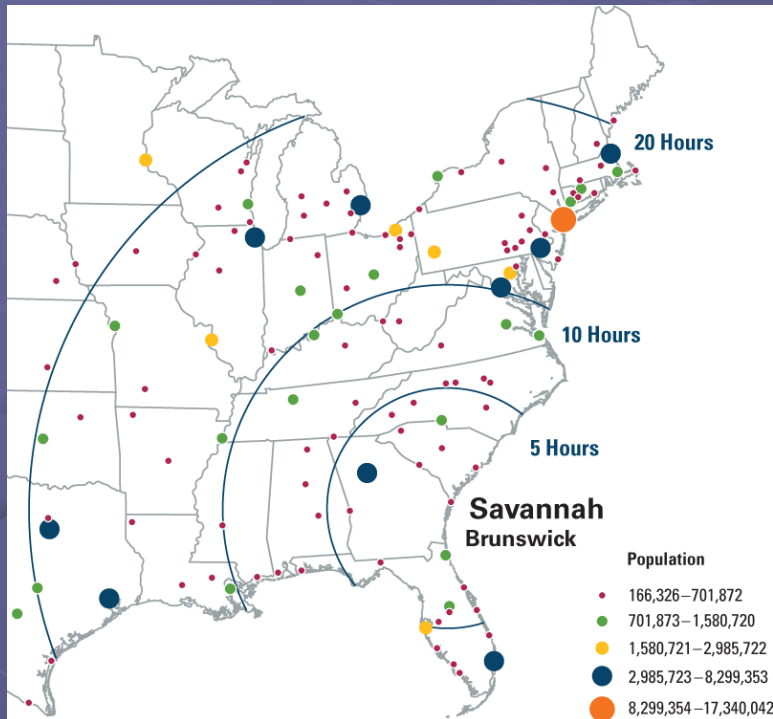 20 Hours
10 Hours
5 Hours
Savannah
Brunswick
Population
166,326–701,872
701,873–1,580,720
1,580,721–2,985,722
2,985,723–8,299,353
8,299,354–17,340,042